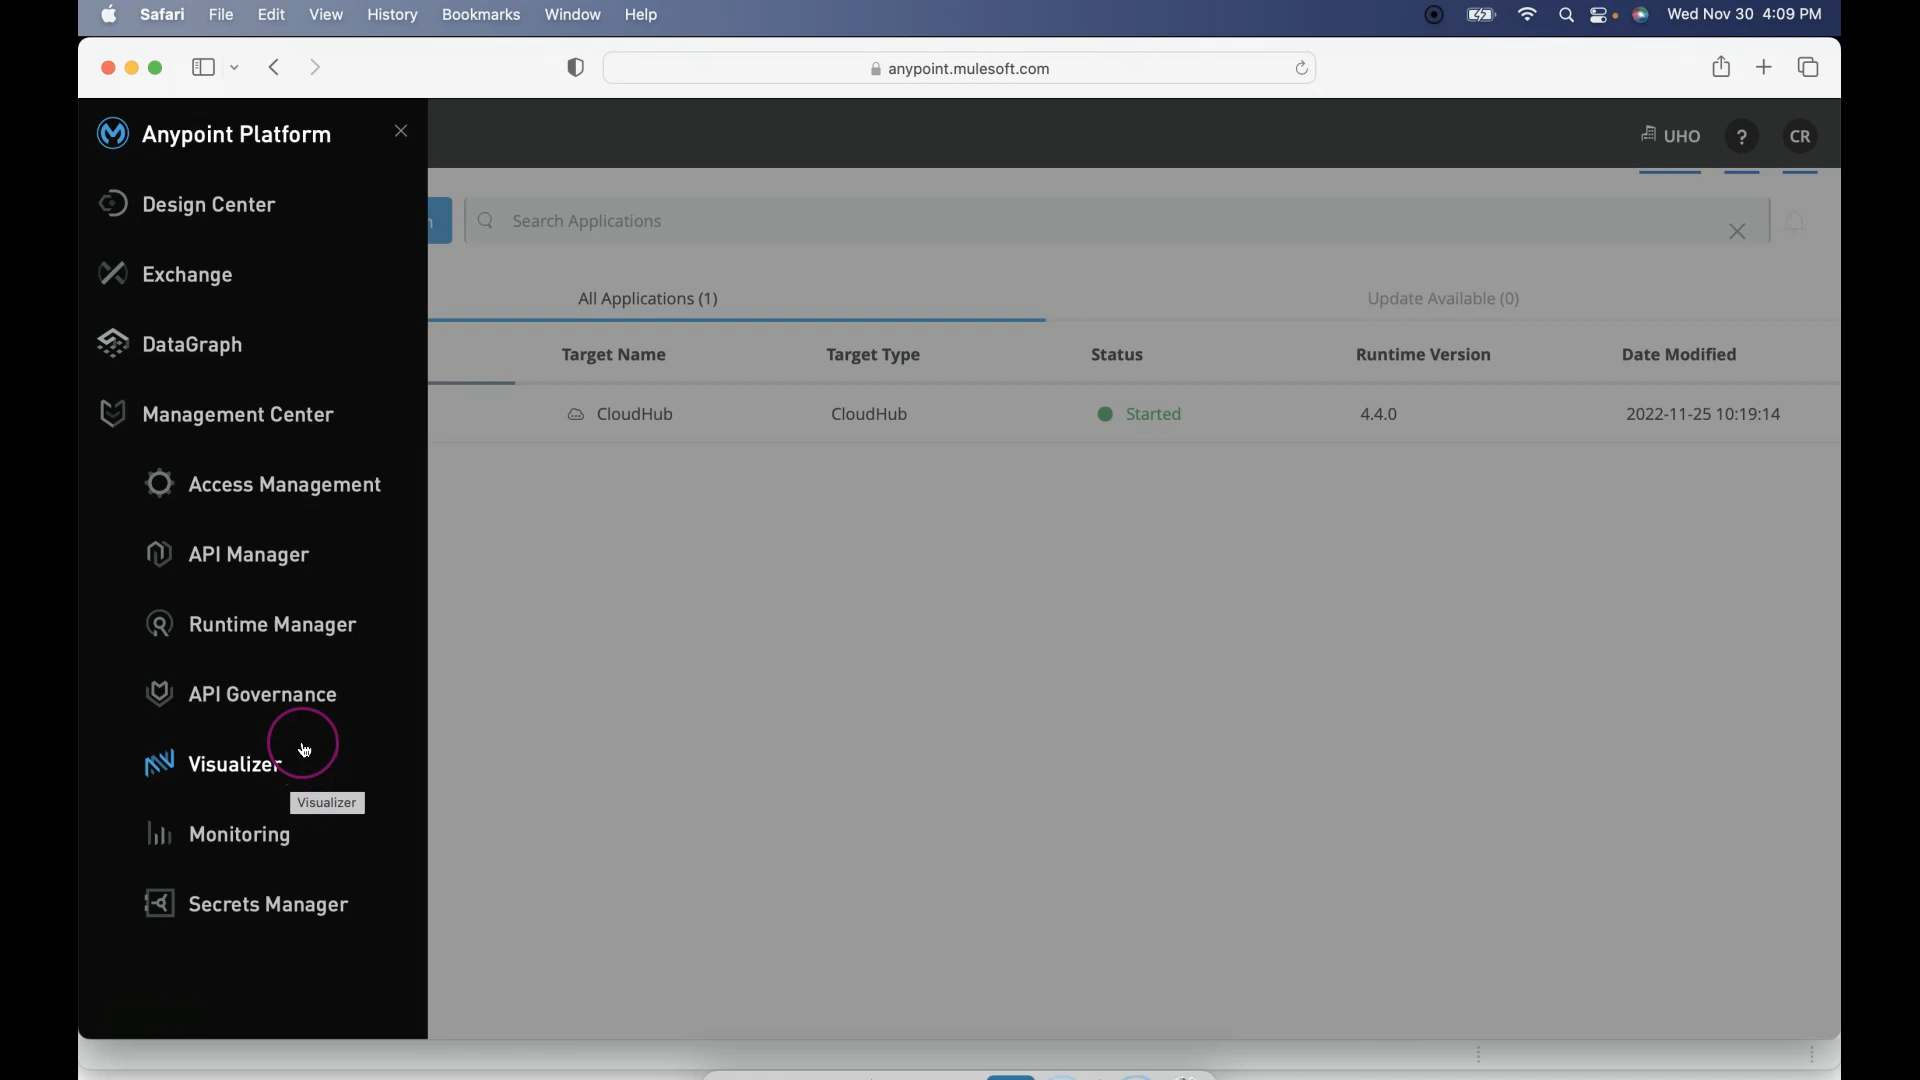 Safari File Edit View History Bookmarks Window Help Wed Nov 30 4:09 PM
anypoint.mulesoft.com
Anypoint Platform
UHO ? CR
Design Center
Search Applications
Exchange
All Applications (1) Update Available (0)
DataGraph
Target Name Target Type Status Runtime Version Date Modified
Management Center
CloudHub CloudHub Started 4.4.0 2022-11-25 10:19:14
Access Management
API Manager
Runtime Manager
API Governance
Visualizer
Visualizer
Monitoring
Secrets Manager